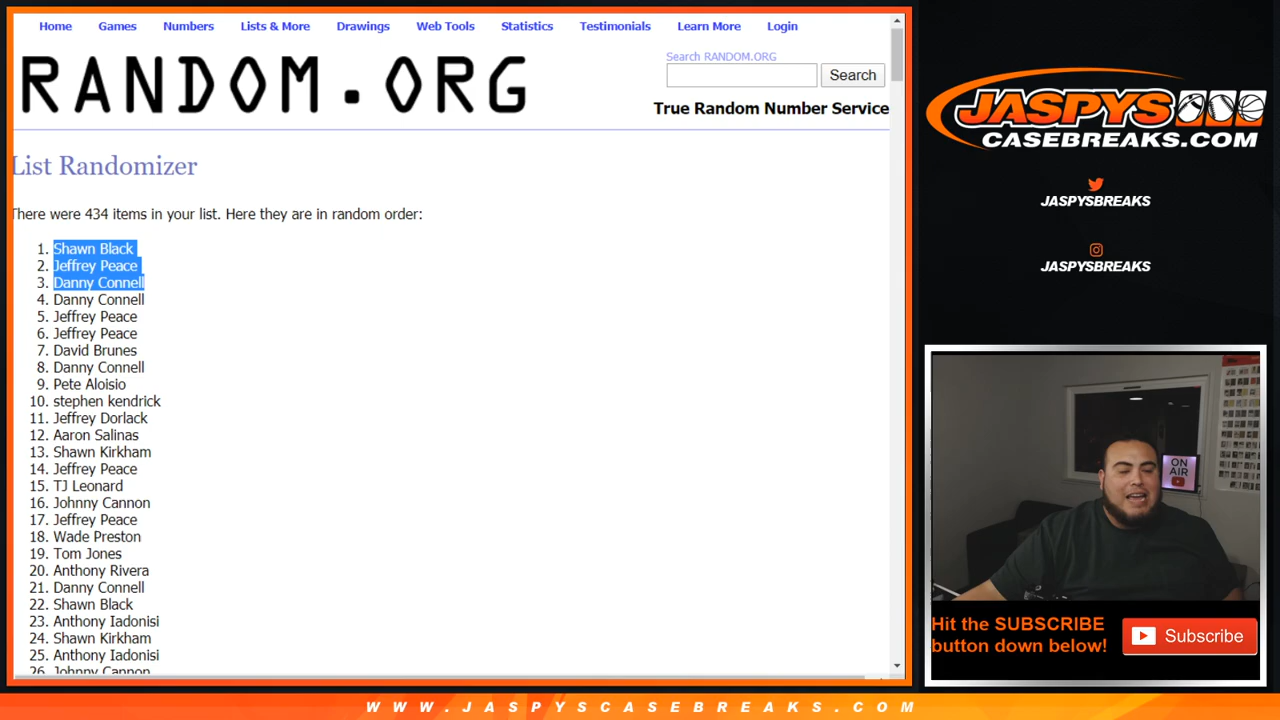 Home Games Numbers Lists & More Drawings Web Tools Statistics Testimonials Learn More Login
RANDOM.ORG
Search RANDOM.ORG
Search
True Random Number Service
List Randomizer
There were 434 items in your list. Here they are in random order:
1. Shawn Black
2. Jeffrey Peace
3. Danny Connell
4. Danny Connell
5. Jeffrey Peace
6. Jeffrey Peace
7. David Brunes
8. Danny Connell
9. Pete Aloisio
10. stephen kendrick
11. Jeffrey Dorlack
12. Aaron Salinas
13. Shawn Kirkham
14. Jeffrey Peace
15. TJ Leonard
16. Johnny Cannon
17. Jeffrey Peace
18. Wade Preston
19. Tom Jones
20. Anthony Rivera
21. Danny Connell
22. Shawn Black
23. Anthony Iadonisi
24. Shawn Kirkham
25. Anthony Iadonisi
26. Johnny Cannon
JASPYS
CASEBREAKS.COM
JASPYSBREAKS
JASPYSBREAKS
ON
AIR
Hit the SUBSCRIBE
button down below!
Subscribe
WWW.JASPYSCASEBREAKS.COM